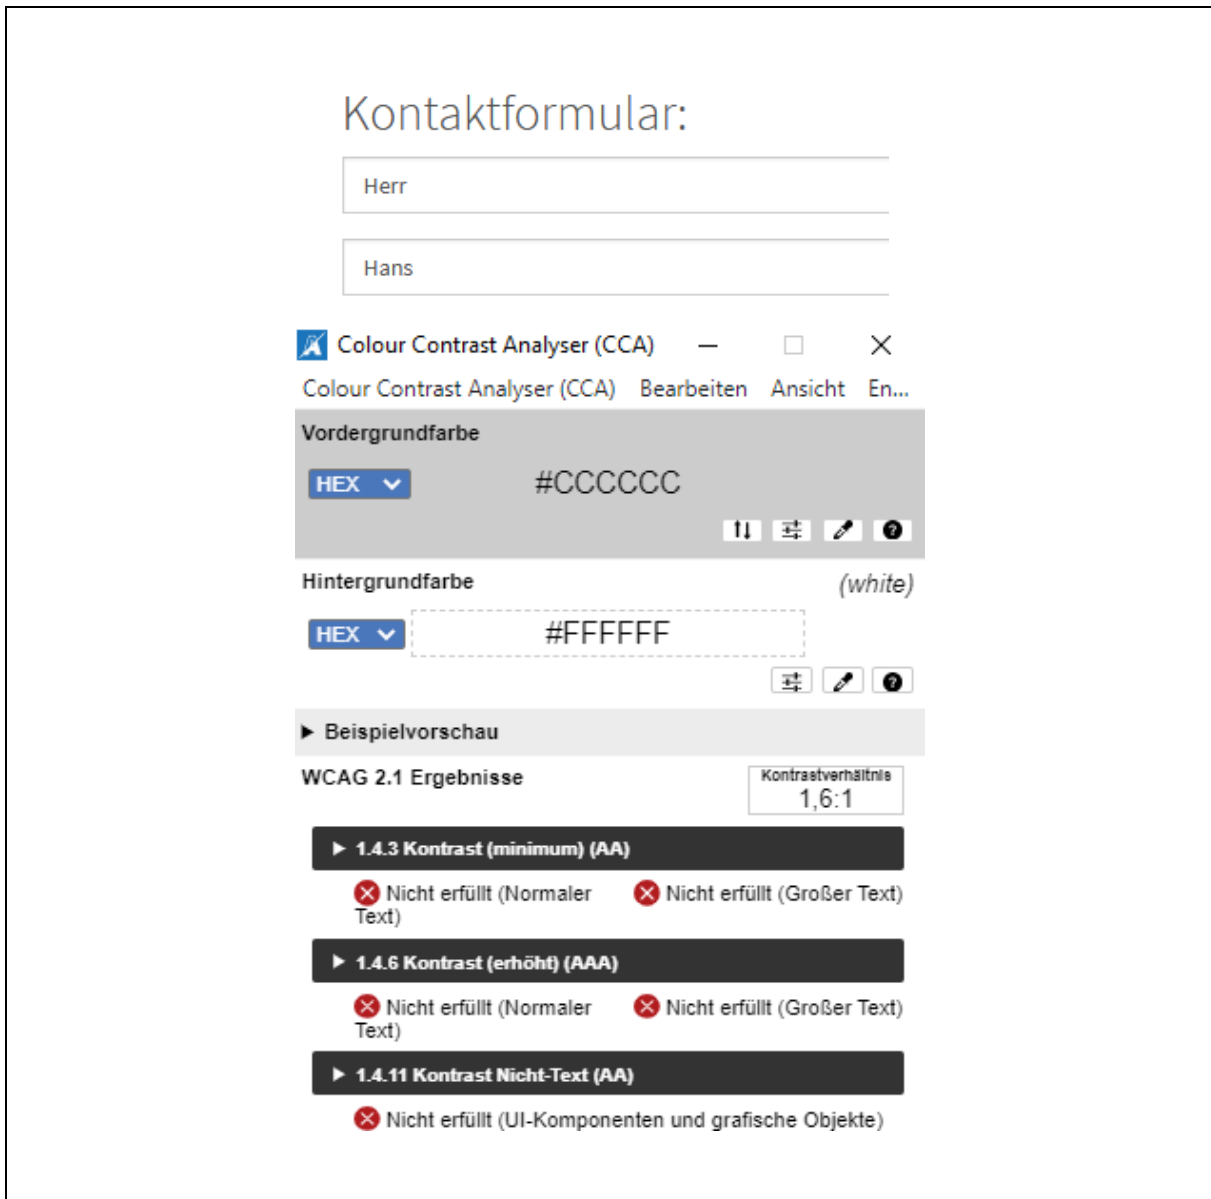 Kontaktformular:
Herr
Hans
Colour Contrast Analyser (CCA)
Colour Contrast Analyser (CCA) Bearbeiten Ansicht En...
Vordergrundfarbe
HEX #CCCCCC
Hintergrundfarbe (white)
HEX #FFFFFF
Beispielvorschau
WCAG 2.1 Ergebnisse
Kontrastverhältnis
1,6:1
1.4.3 Kontrast (minimum) (AA)
Nicht erfüllt (Normaler Text)
Nicht erfüllt (Großer Text)
1.4.6 Kontrast (erhöht) (AAA)
Nicht erfüllt (Normaler Text)
Nicht erfüllt (Großer Text)
1.4.11 Kontrast Nicht-Text (AA)
Nicht erfüllt (UI-Komponenten und grafische Objekte)